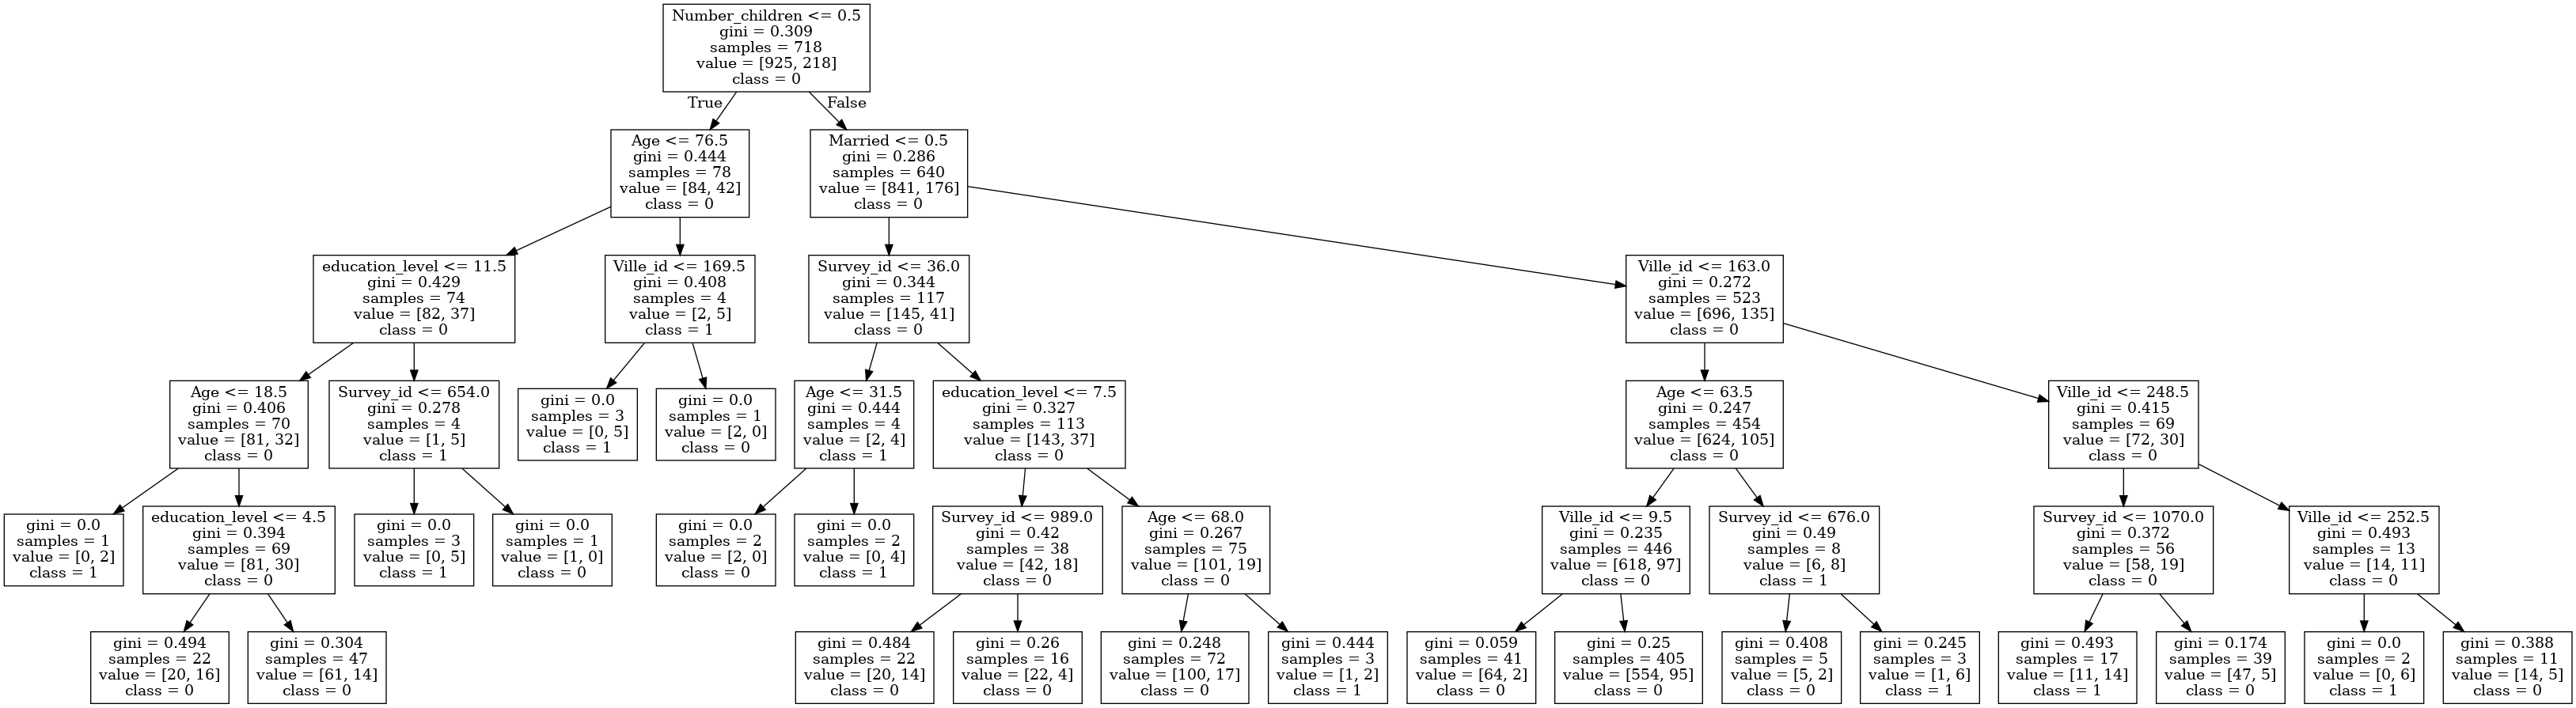 Number_children <= 0.5
gini = 0.309
samples = 718
value = [925, 218]
class = 0
True
False
Age <= 76.5
gini = 0.444
samples = 78
value = [84, 42]
class = 0
Married <= 0.5
gini = 0.286
samples = 640
value = [841, 176]
class = 0
education_level <= 11.5
gini = 0.429
samples = 74
value = [82, 37]
class = 0
Ville_id <= 169.5
gini = 0.408
samples = 4
value = [2, 5]
class = 1
Survey_id <= 36.0
gini = 0.344
samples = 117
value = [145, 41]
class = 0
Ville_id <= 163.0
gini = 0.272
samples = 523
value = [696, 135]
class = 0
Age <= 18.5
gini = 0.406
samples = 70
value = [81, 32]
class = 0
Survey_id <= 654.0
gini = 0.278
samples = 4
value = [1, 5]
class = 1
gini = 0.0
samples = 3
value = [0, 5]
class = 1
gini = 0.0
samples = 1
value = [2, 0]
class = 0
Age <= 31.5
gini = 0.444
samples = 4
value = [2, 4]
class = 1
education_level <= 7.5
gini = 0.327
samples = 113
value = [143, 37]
class = 0
Age <= 63.5
gini = 0.247
samples = 454
value = [624, 105]
class = 0
Ville_id <= 248.5
gini = 0.415
samples = 69
value = [72, 30]
class = 0
gini = 0.0
samples = 1
value = [0, 2]
class = 1
education_level <= 4.5
gini = 0.394
samples = 69
value = [81, 30]
class = 0
gini = 0.0
samples = 3
value = [0, 5]
class = 1
gini = 0.0
samples = 1
value = [1, 0]
class = 0
gini = 0.0
samples = 2
value = [2, 0]
class = 0
gini = 0.0
samples = 2
value = [0, 4]
class = 1
Survey_id <= 989.0
gini = 0.42
samples = 38
value = [42, 18]
class = 0
Age <= 68.0
gini = 0.267
samples = 75
value = [101, 19]
class = 0
Ville_id <= 9.5
gini = 0.235
samples = 446
value = [618, 97]
class = 0
Survey_id <= 676.0
gini = 0.49
samples = 8
value = [6, 8]
class = 1
Survey_id <= 1070.0
gini = 0.372
samples = 56
value = [58, 19]
class = 0
Ville_id <= 252.5
gini = 0.493
samples = 13
value = [14, 11]
class = 0
gini = 0.494
samples = 22
value = [20, 16]
class = 0
gini = 0.304
samples = 47
value = [61, 14]
class = 0
gini = 0.484
samples = 22
value = [20, 14]
class = 0
gini = 0.26
samples = 16
value = [22, 4]
class = 0
gini = 0.248
samples = 72
value = [100, 17]
class = 0
gini = 0.444
samples = 3
value = [1, 2]
class = 1
gini = 0.059
samples = 41
value = [64, 2]
class = 0
gini = 0.25
samples = 405
value = [554, 95]
class = 0
gini = 0.408
samples = 5
value = [5, 2]
class = 0
gini = 0.245
samples = 3
value = [1, 6]
class = 1
gini = 0.493
samples = 17
value = [11, 14]
class = 1
gini = 0.174
samples = 39
value = [47, 5]
class = 0
gini = 0.0
samples = 2
value = [0, 6]
class = 1
gini = 0.388
samples = 11
value = [14, 5]
class = 0